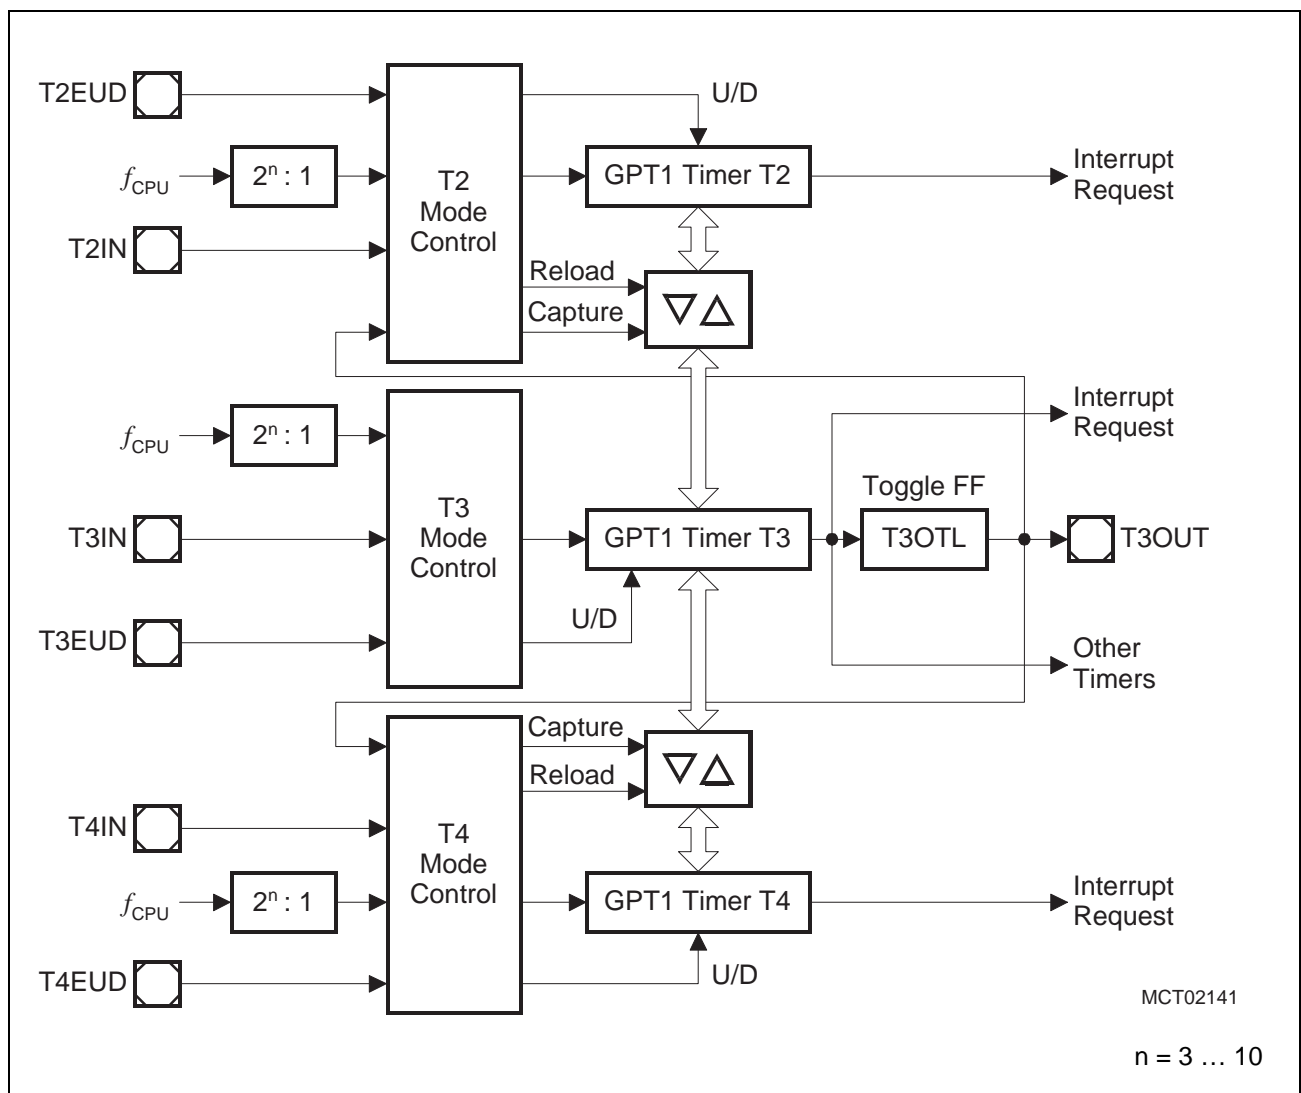 T2EUD
U/D
fCPU
2ⁿ : 1
T2
Mode
Control
GPT1 Timer T2
Interrupt
Request
T2IN
Reload
Capture
fCPU
2ⁿ : 1
Interrupt
Request
T3IN
T3
Mode
Control
GPT1 Timer T3
Toggle FF
T3OTL
T3OUT
T3EUD
U/D
Other
Timers
Capture
Reload
T4IN
T4
Mode
Control
fCPU
2ⁿ : 1
GPT1 Timer T4
Interrupt
Request
T4EUD
U/D
MCT02141
n = 3 … 10